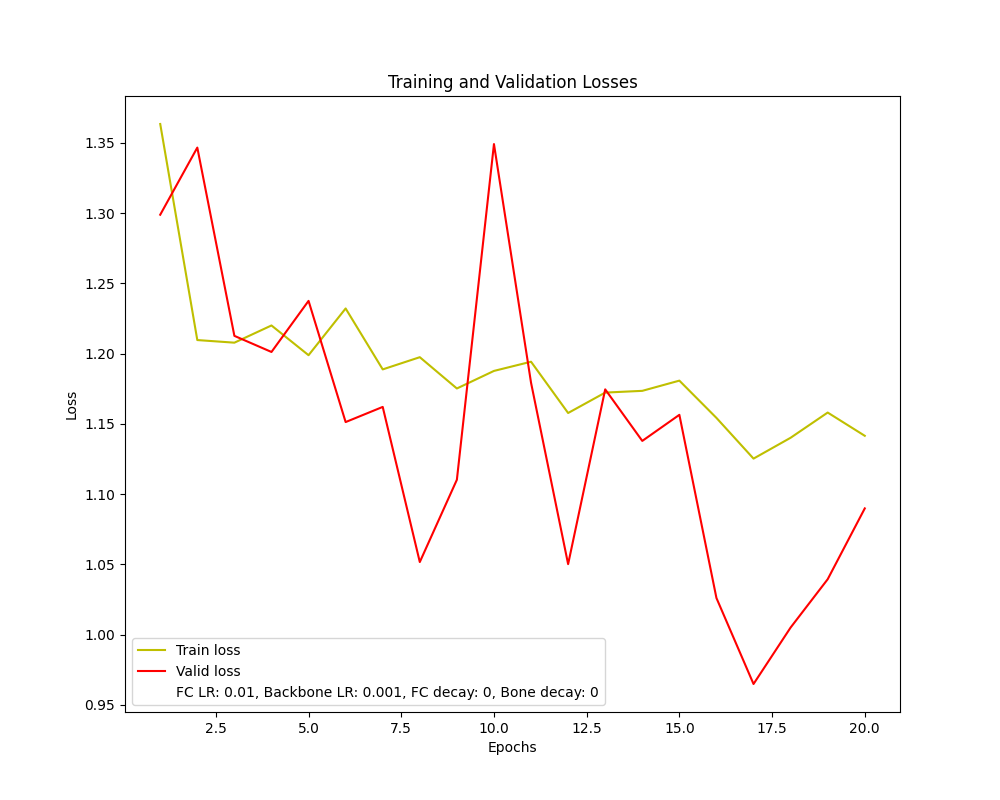 Training and Validation Losses
1.35
1.30
1.25
1.20
1.15
1.10
1.05
1.00
0.95
Loss
Train loss
Valid loss
FC LR: 0.01, Backbone LR: 0.001, FC decay: 0, Bone decay: 0
2.5 5.0 7.5 10.0 12.5 15.0 17.5 20.0
Epochs